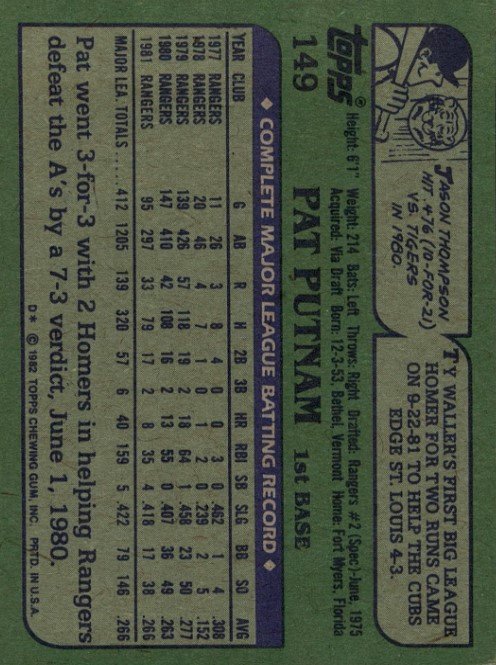 JASON THOMPSON
HIT .476 (10-FOR-21)
VS. TIGERS
IN 1980.
TY WALLER'S FIRST BIG LEAGUE
HOMER FOR TWO RUNS CAME
ON 9-22-81 TO HELP THE CUBS
EDGE ST. LOUIS 4-3.
topps®
149
Height: 6'1" Weight: 214 Bats: Left Throws: Right Drafted: Rangers #2 (Spec)-June, 1975
Acquired: Via Draft Born: 12-3-53, Bethel, Vermont Home: Fort Myers, Florida
PAT PUTNAM 1st BASE
◆ COMPLETE MAJOR LEAGUE BATTING RECORD ◆
YEAR CLUB G AB R H 2B 3B HR RBI SB SLG BB SO AVG
1977 RANGERS 11 26 3 8 4 0 0 3 0 .462 1 4 .308
1978 RANGERS 20 46 4 7 1 0 1 2 0 .239 2 5 .152
1979 RANGERS 139 426 57 118 19 2 18 64 1 .458 23 50 .277
1980 RANGERS 147 410 42 108 16 2 13 55 0 .407 36 49 .263
1981 RANGERS 95 297 33 79 17 2 8 35 4 .418 17 38 .266
MAJOR LEA. TOTALS ..... 412 1205 139 320 57 6 40 159 5 .422 79 146 .266
Pat went 3-for-3 with 2 Homers in helping Rangers
defeat the A's by a 7-3 verdict, June 1, 1980.
D* © 1982 TOPPS CHEWING GUM, INC. PRTD. IN U.S.A.